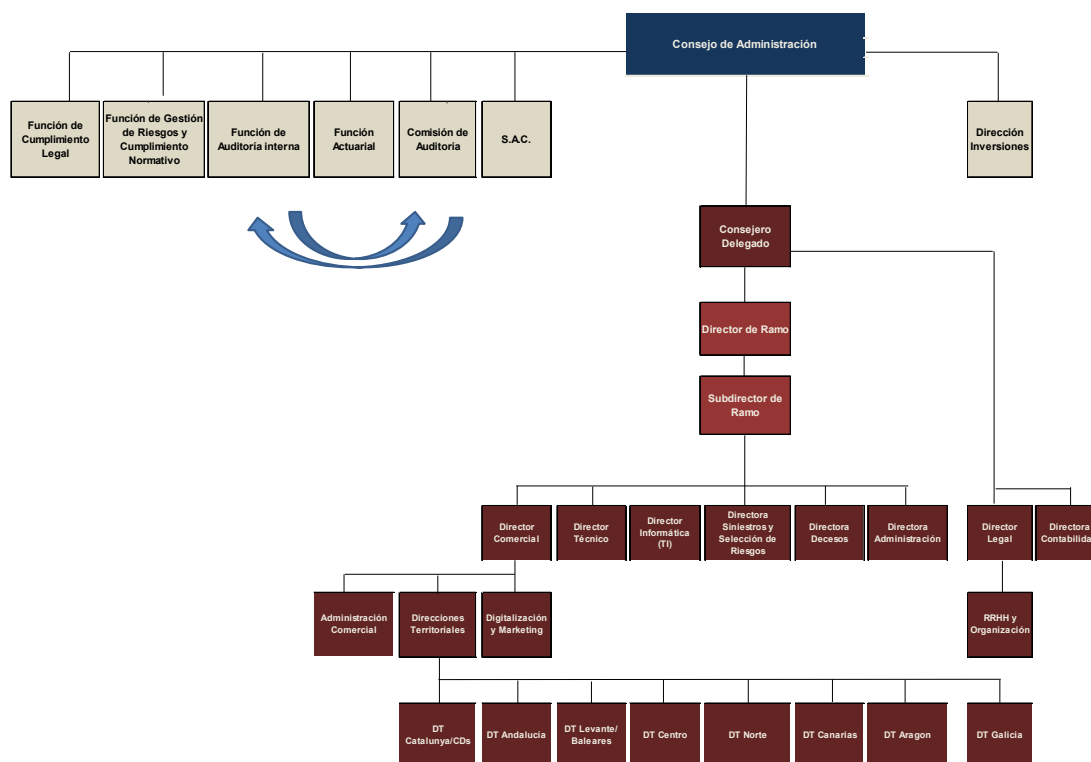 Consejo de Administración
Función de
Cumplimiento
Legal
Función de Gestión
de Riesgos y
Cumplimiento
Normativo
Función de
Auditoría interna
Función
Actuarial
Comisión de
Auditoría
S.A.C.
Dirección
Inversiones
Consejero
Delegado
Director de Ramo
Subdirector de
Ramo
Director
Comercial
Director
Técnico
Director
Informática
(TI)
Directora
Siniestros y
Selección de
Riesgos
Directora
Decesos
Directora
Administración
Director
Legal
Directora
Contabilida
Administración
Comercial
Direcciones
Territoriales
Digitalización
y Marketing
RRHH y
Organización
DT
Catalunya/CDs
DT Andalucía
DT Levante/
Baleares
DT Centro
DT Norte
DT Canarias
DT Aragon
DT Galicia